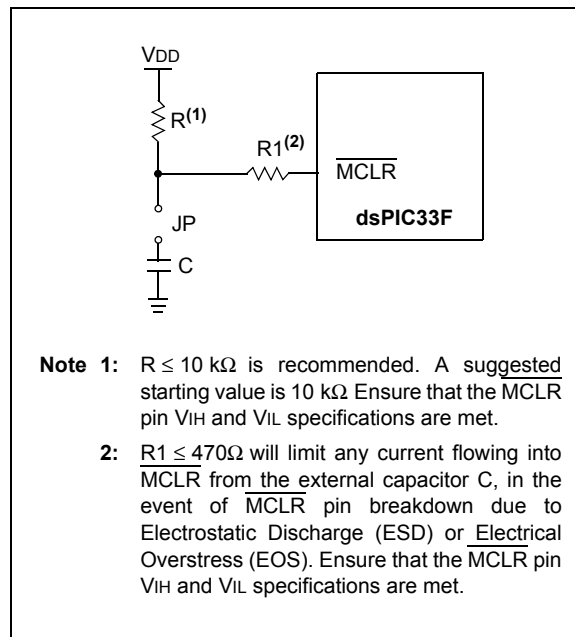 VDD
R(1)
R1(2)
MCLR
JP
dsPIC33F
C
Note 1: R ≤ 10 kΩ is recommended. A suggested
starting value is 10 kΩ Ensure that the MCLR
pin VIH and VIL specifications are met.
2: R1 ≤ 470Ω will limit any current flowing into
MCLR from the external capacitor C, in the
event of MCLR pin breakdown due to
Electrostatic Discharge (ESD) or Electrical
Overstress (EOS). Ensure that the MCLR pin
VIH and VIL specifications are met.